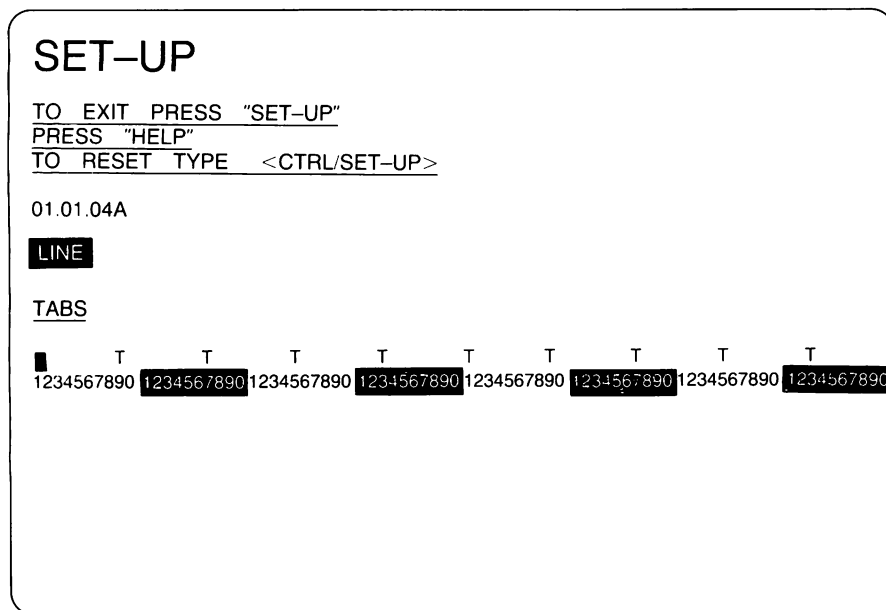 SET–UP
TO EXIT PRESS "SET–UP"
PRESS "HELP"
TO RESET TYPE <CTRL/SET–UP>
01.01.04A
LINE
TABS
T T T T T T T T T
1234567890 1234567890 1234567890 1234567890 1234567890 1234567890 1234567890 1234567890